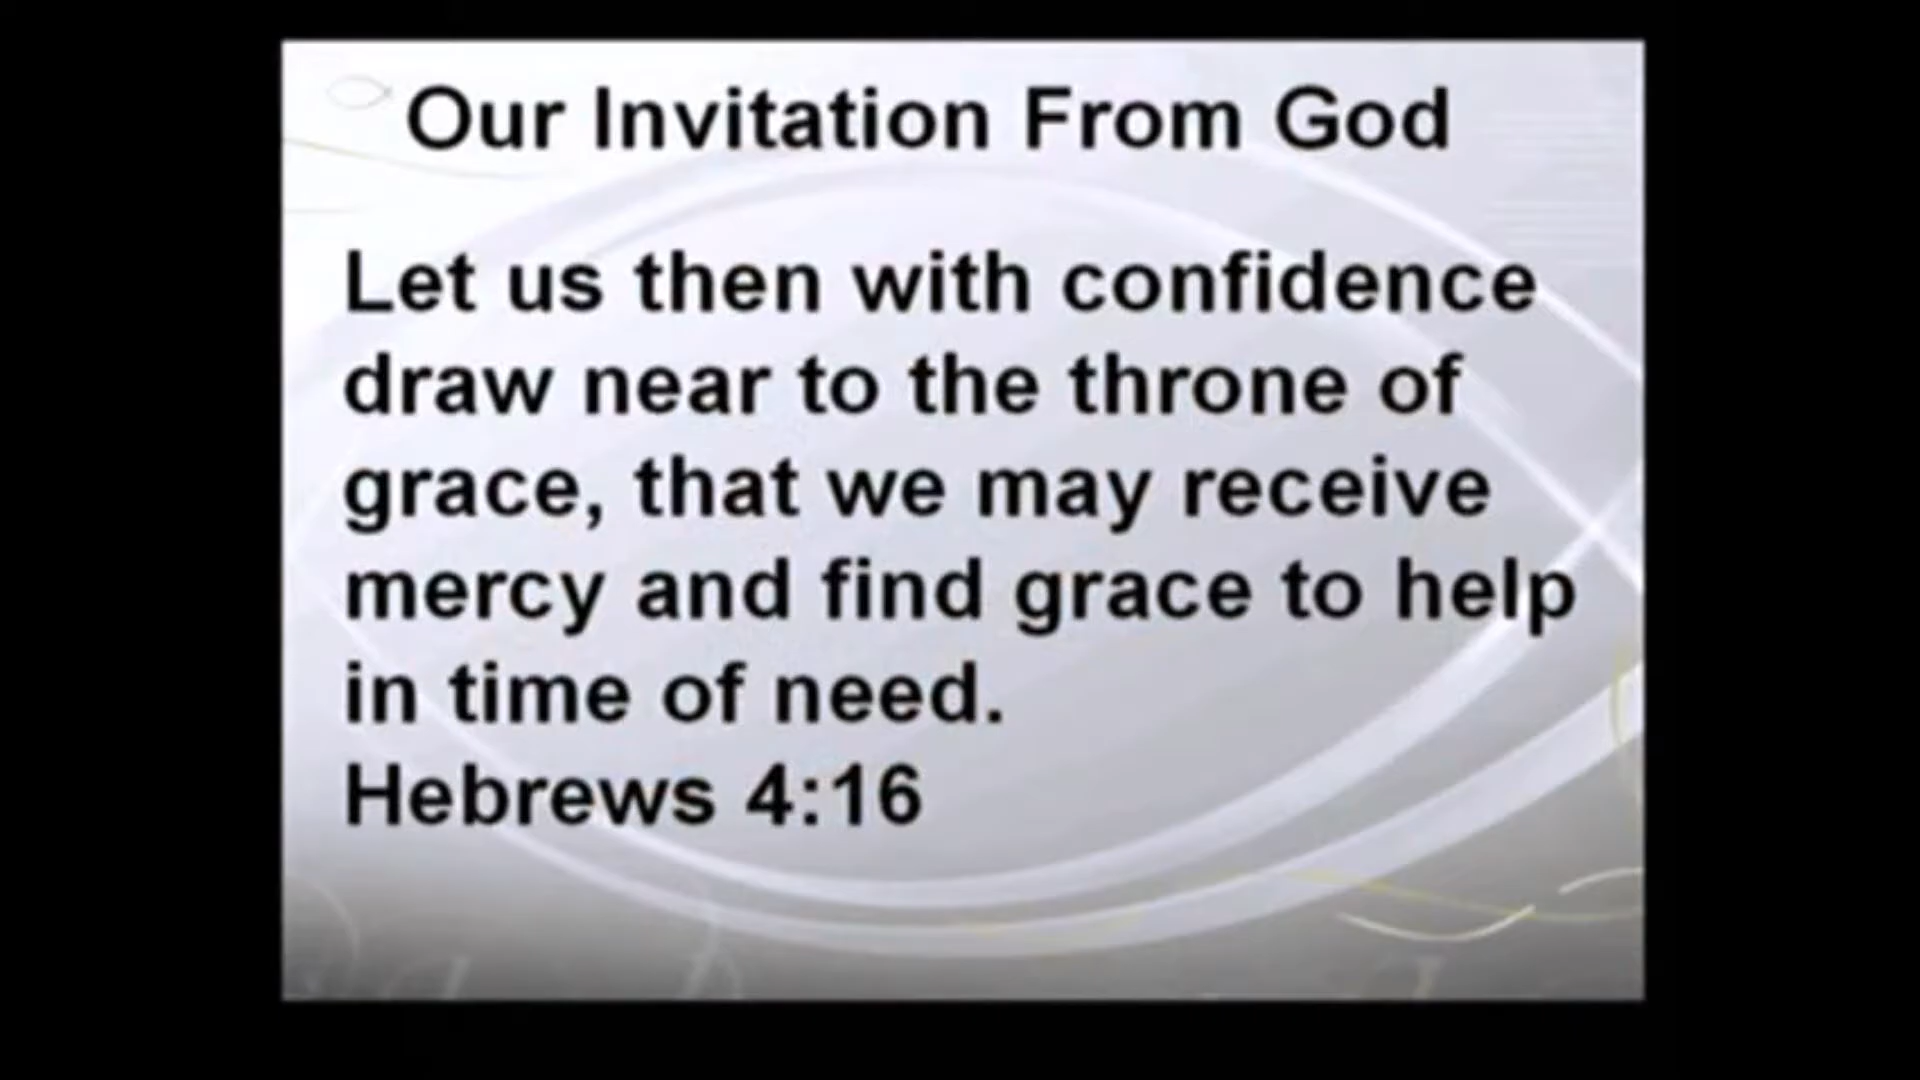 Our Invitation From God
Let us then with confidence
draw near to the throne of
grace, that we may receive
mercy and find grace to help
in time of need.
Hebrews 4:16